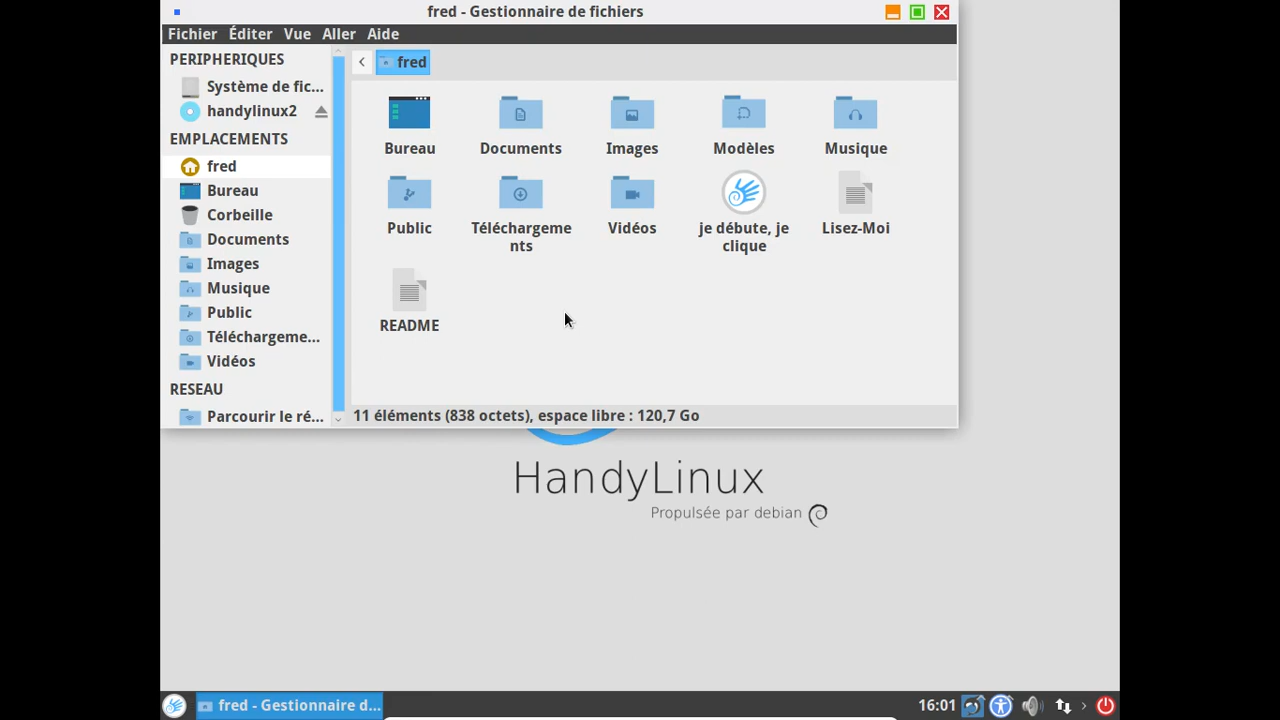 fred - Gestionnaire de fichiers
Fichier Éditer Vue Aller Aide
PERIPHERIQUES
Système de fic...
handylinux2
EMPLACEMENTS
fred
Bureau
Corbeille
Documents
Images
Musique
Public
Téléchargeme...
Vidéos
RESEAU
Parcourir le ré...
fred
Bureau Documents Images Modèles Musique
Public Téléchargeme
nts Vidéos je débute, je
clique Lisez-Moi
README
11 éléments (838 octets), espace libre : 120,7 Go
HandyLinux
Propulsée par debian
fred - Gestionnaire d...
16:01